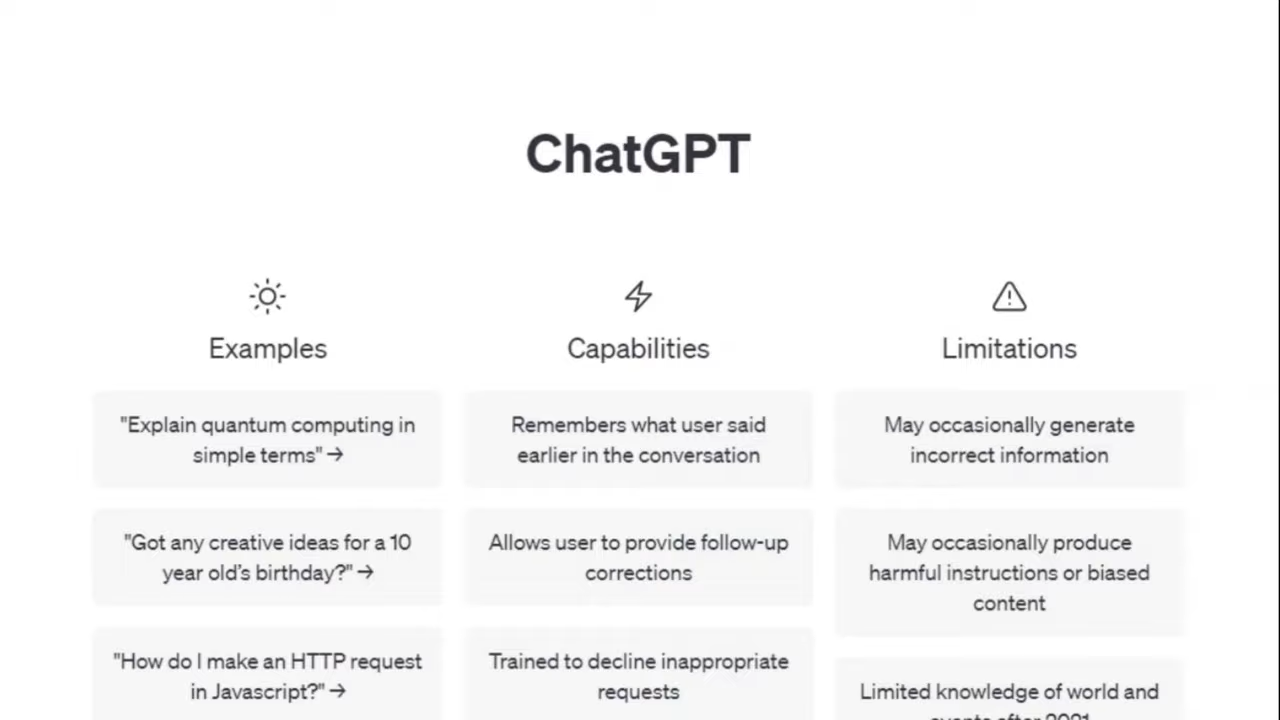 ChatGPT
Examples
"Explain quantum computing in
simple terms" →
"Got any creative ideas for a 10
year old's birthday?" →
"How do I make an HTTP request
in Javascript?" →
Capabilities
Remembers what user said
earlier in the conversation
Allows user to provide follow-up
corrections
Trained to decline inappropriate
requests
Limitations
May occasionally generate
incorrect information
May occasionally produce
harmful instructions or biased
content
Limited knowledge of world and
events after 2021